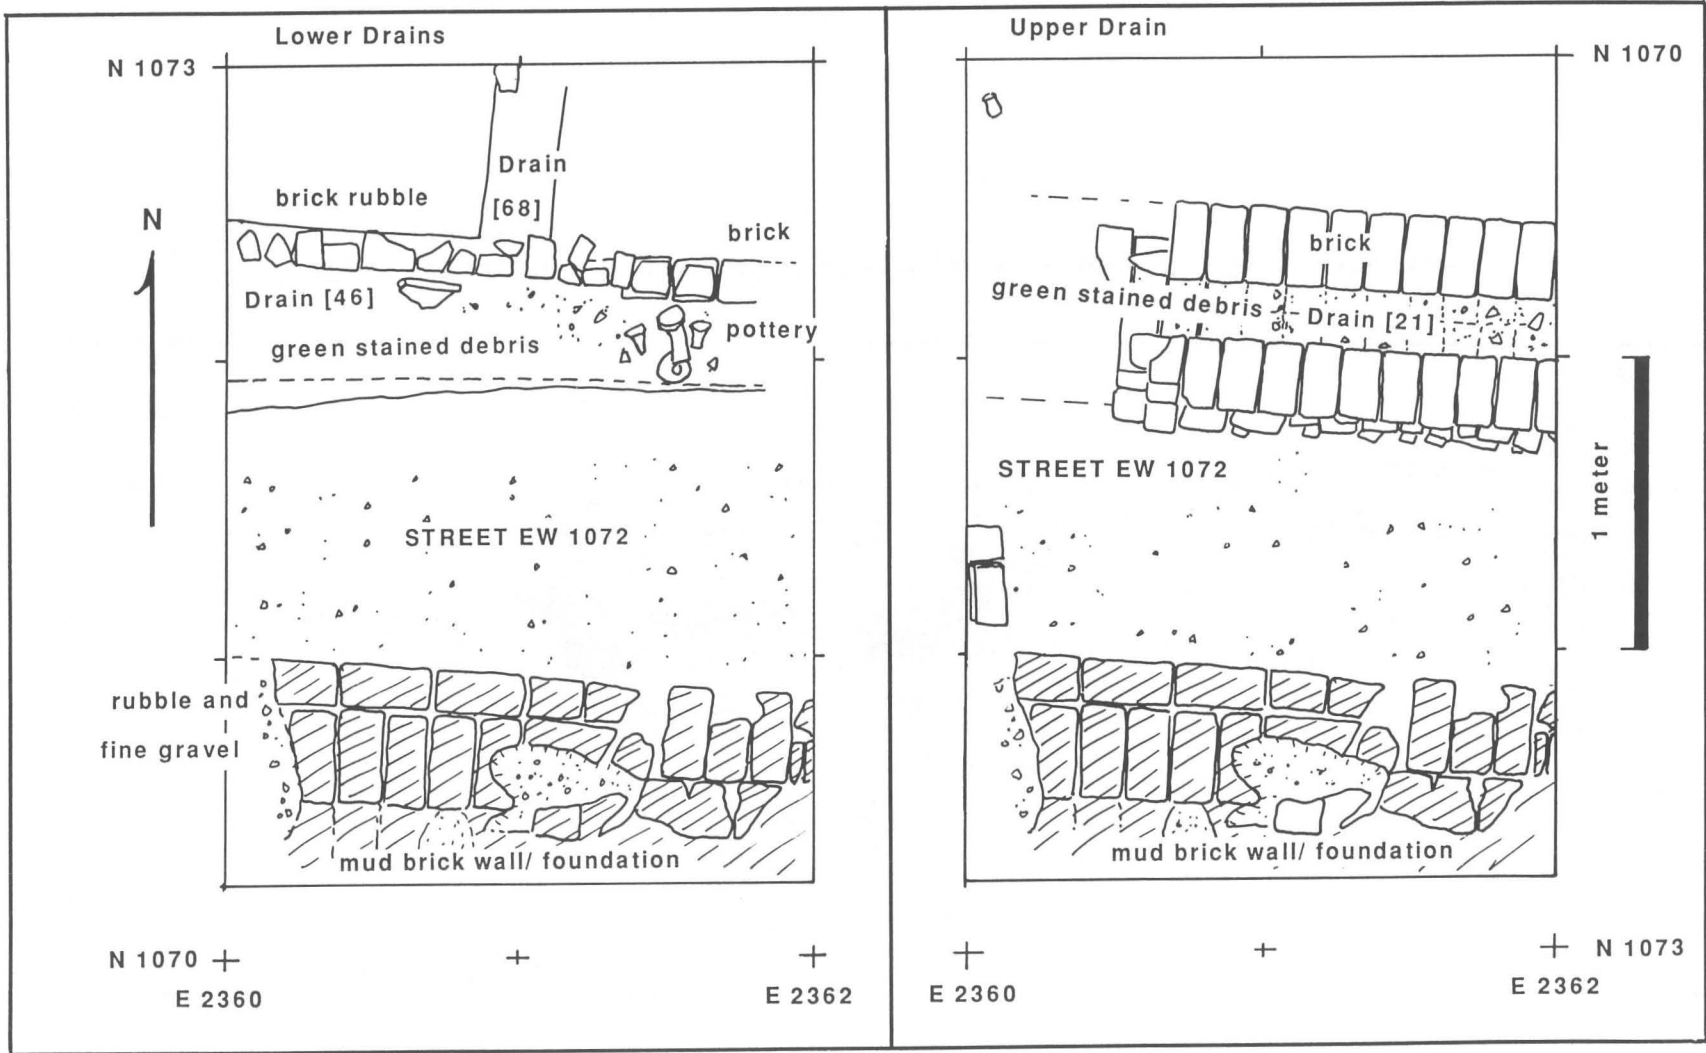 Lower Drains
N 1073
N
Drain
[68]
brick rubble
brick
Drain [46]
pottery
green stained debris
STREET EW 1072
rubble and
fine gravel
mud brick wall/ foundation
N 1070
E 2360
E 2362
Upper Drain
N 1070
brick
green stained debris
Drain [21]
STREET EW 1072
1 meter
mud brick wall/ foundation
N 1073
E 2360
E 2362